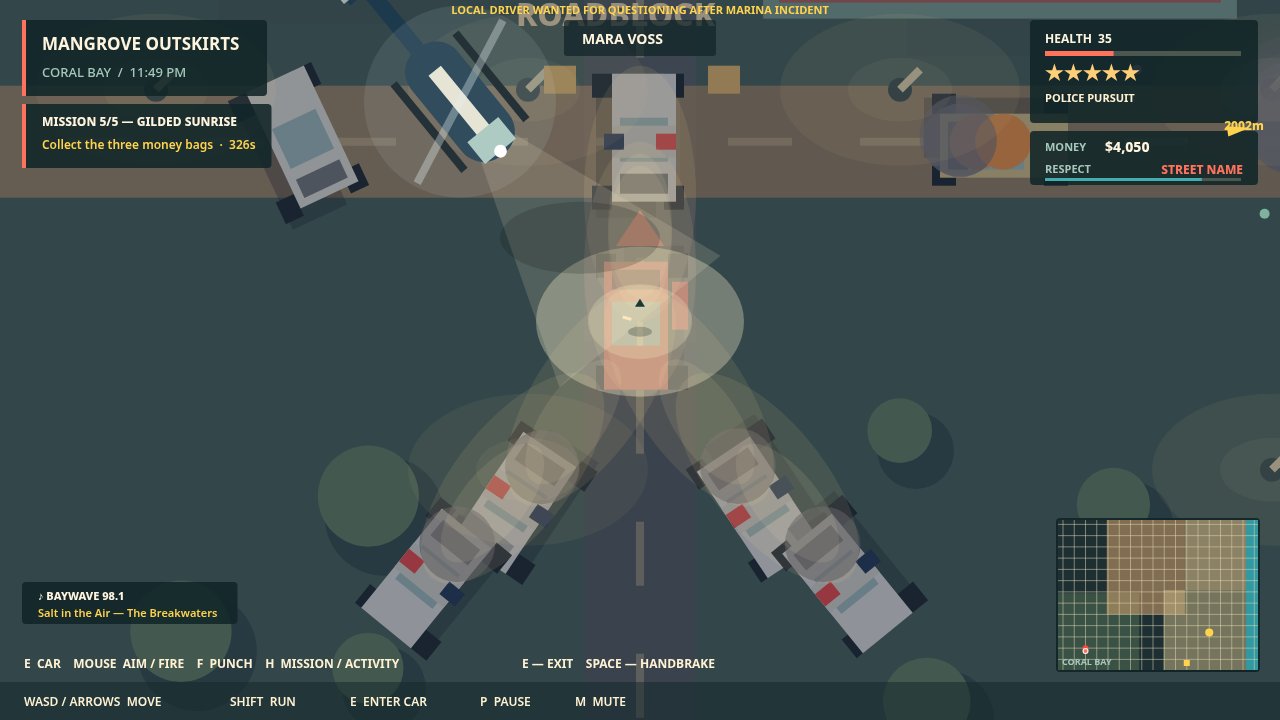 LOCAL DRIVER WANTED FOR QUESTIONING AFTER MARINA INCIDENT
ROADBLOCK
MARA VOSS
MANGROVE OUTSKIRTS
CORAL BAY / 11:49 PM
MISSION 5/5 — GILDED SUNRISE
Collect the three money bags · 326s
HEALTH 35
★★★★★
POLICE PURSUIT
2002m
MONEY $4,050
RESPECT STREET NAME
♪ BAYWAVE 98.1
Salt in the Air — The Breakwaters
CORAL BAY
E CAR MOUSE AIM / FIRE F PUNCH H MISSION / ACTIVITY
E — EXIT SPACE — HANDBRAKE
WASD / ARROWS MOVE SHIFT RUN E ENTER CAR P PAUSE M MUTE